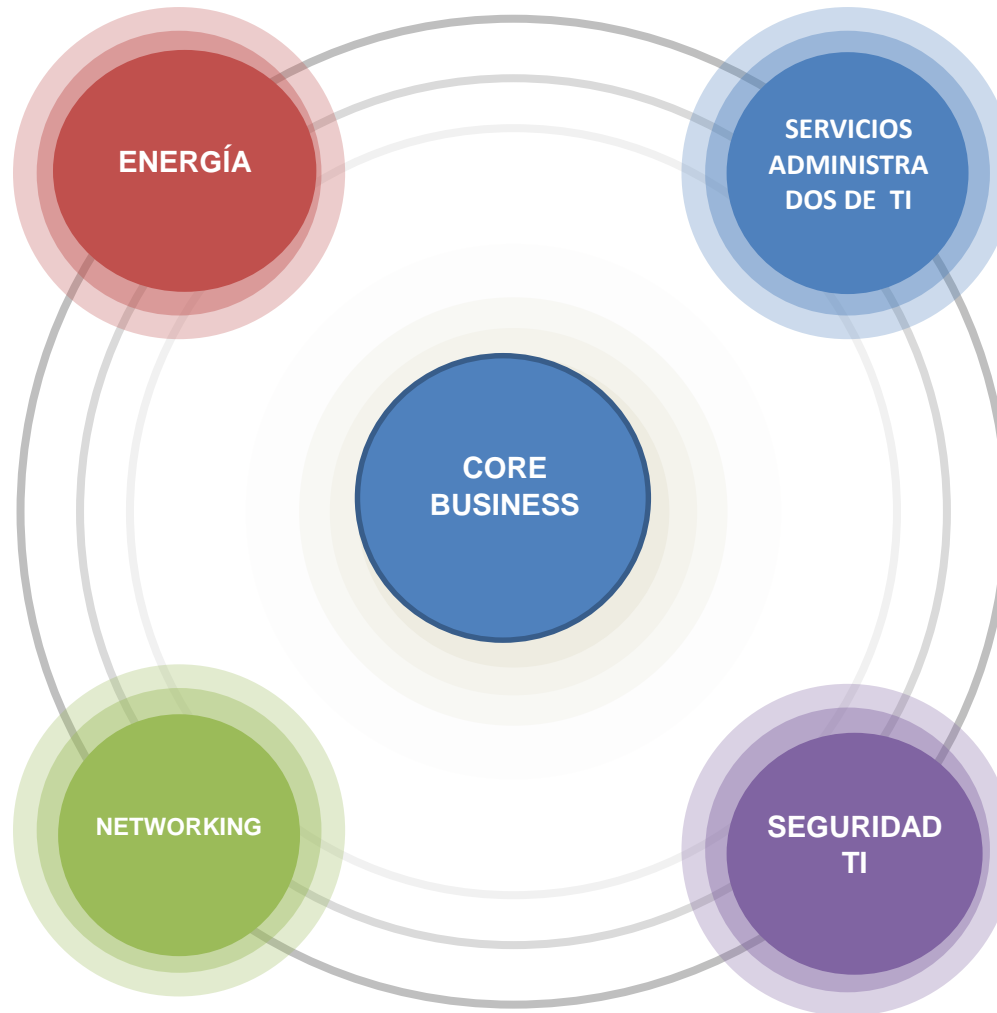 ENERGÍA
SERVICIOS
ADMINISTRA
DOS DE TI
CORE
BUSINESS
NETWORKING
SEGURIDAD
TI